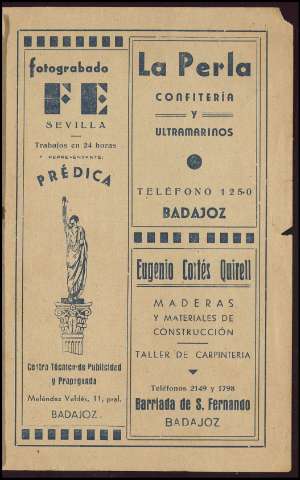 fotograbado
FE
SEVILLA
Trabajos en 24 horas
REPRESENTANTE:
PRÉDICA
Centro Técnico de Publicidad
y Propaganda
Meléndez Valdés, 11, pral.
BADAJOZ
La Perla
CONFITERÍA
Y
ULTRAMARINOS
TELÉFONO 1250
BADAJOZ
Eugenio Cortés Quirell
MADERAS
Y MATERIALES DE
CONSTRUCCIÓN
TALLER DE CARPINTERIA
Teléfonos 2149 y 1798
Barriada de S. Fernando
BADAJOZ